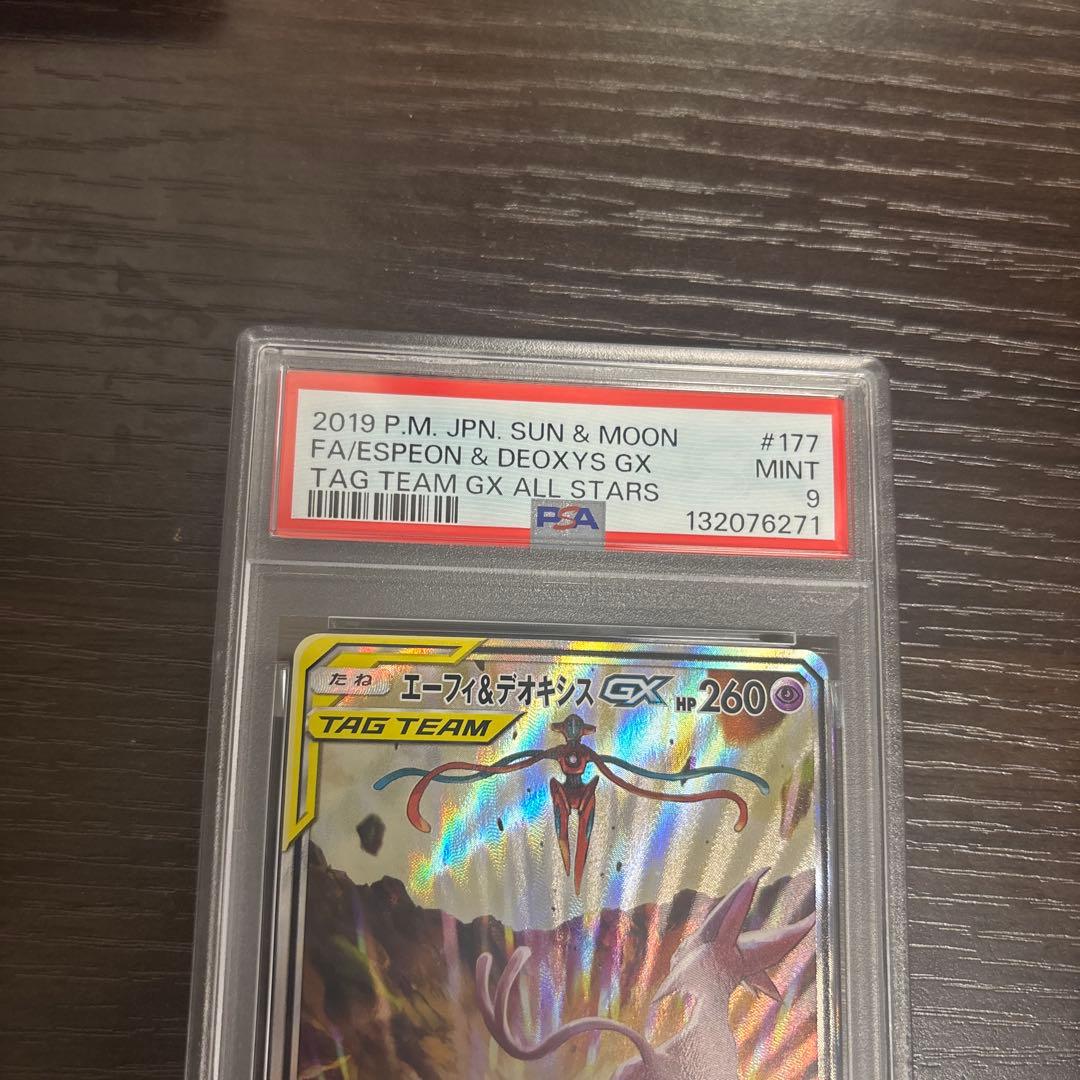 2019 P.M. JPN. SUN & MOON #177
FA/ESPEON & DEOXYS GX MINT
TAG TEAM GX ALL STARS 9
PSA 132076271
たね エーフィ&デオキシス GX HP 260
TAG TEAM